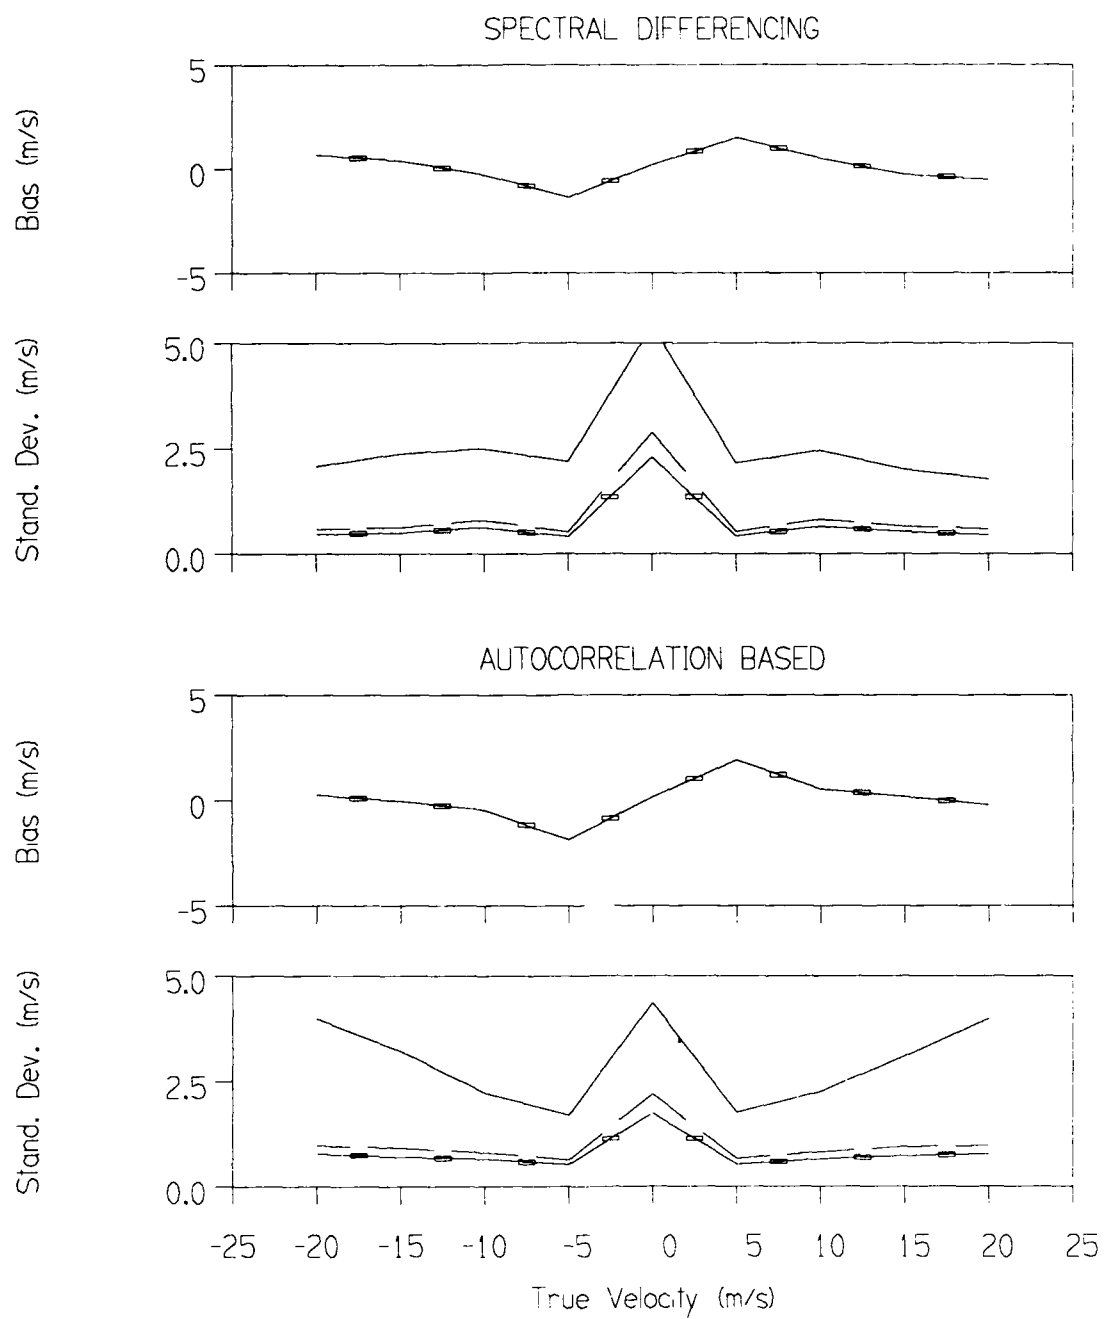 SPECTRAL DIFFERENCING
Bias (m/s)
5
0
-5
Stand. Dev. (m/s)
5.0
2.5
0.0
AUTOCORRELATION BASED
Bias (m/s)
5
0
-5
Stand. Dev. (m/s)
5.0
2.5
0.0
-25 -20 -15 -10 -5 0 5 10 15 20 25
True Velocity (m/s)